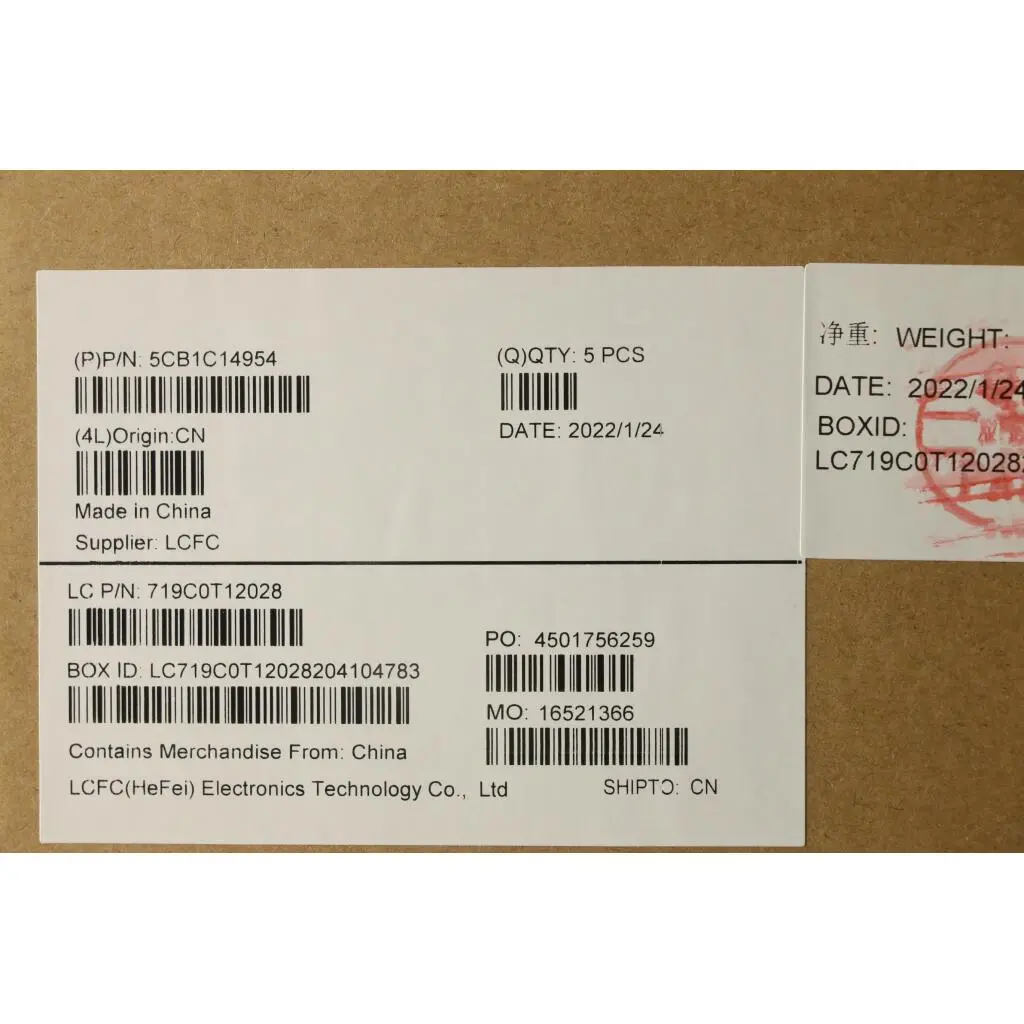 (P)P/N: 5CB1C14954
(Q)QTY: 5 PCS
(4L)Origin:CN
DATE: 2022/1/24
Made in China
Supplier: LCFC
LC P/N: 719C0T12028
PO: 4501756259
BOX ID: LC719C0T12028204104783
MO: 16521366
Contains Merchandise From: China
LCFC(HeFei) Electronics Technology Co., Ltd
SHIPTO: CN
净重: WEIGHT:
DATE: 2022/1/24
BOXID:
LC719C0T12028